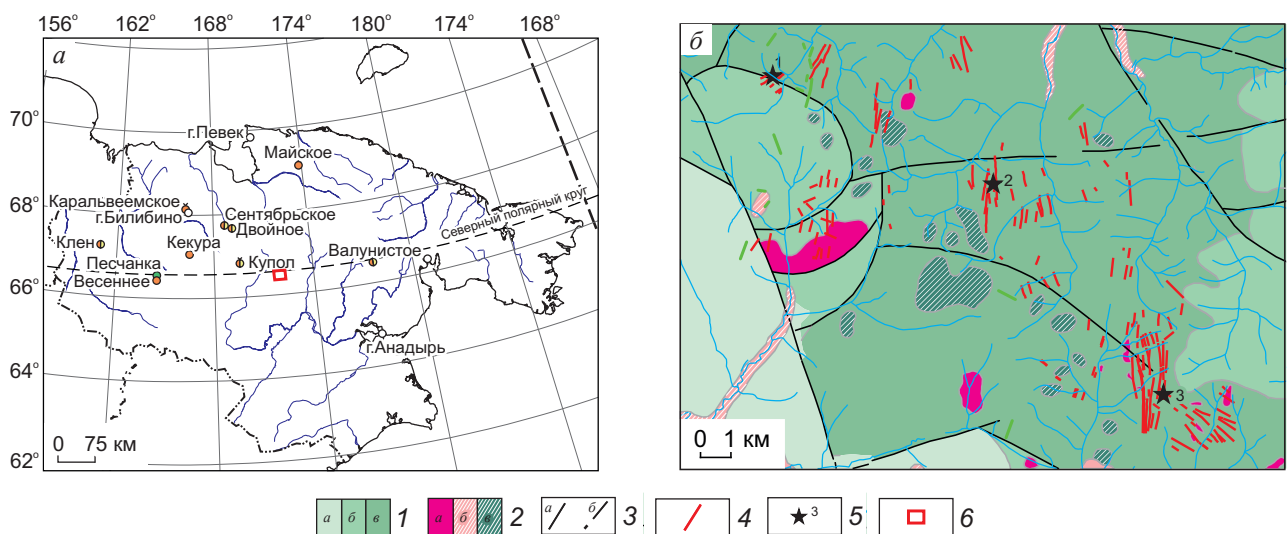 156° 162° 168° 174° 180° 174° 168°
а
70°
68°
66°
64°
62°
г.Певек
Майское
Каральвеемское
г.Билибино
Сентябрьское
Двойное
Клен
Кекура
Северный полярный круг
Валунистое
Песчанка
Купол
Весеннее
г.Анадырь
0 75 км
б
1
2
3
0 1 км
а б в 1
а б в 2
а б 3
4
3 5
6